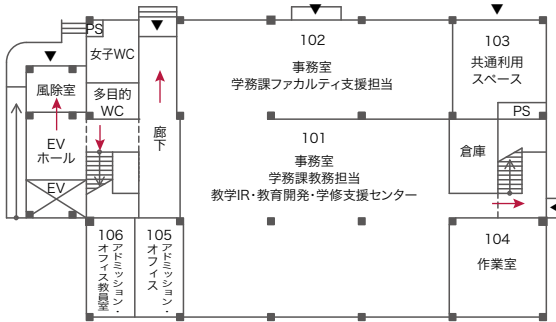 PS
女子WC
102
事務室
学務課ファカルティ支援担当
103
共通利用
スペース
風除室
多目的
WC
廊下
PS
EV
ホール
101
事務室
学務課教務担当
教学IR・教育開発・学修支援センター
倉庫
EV
106
アドミッション・
オフィス教員室
105
アドミッション・
オフィス
104
作業室